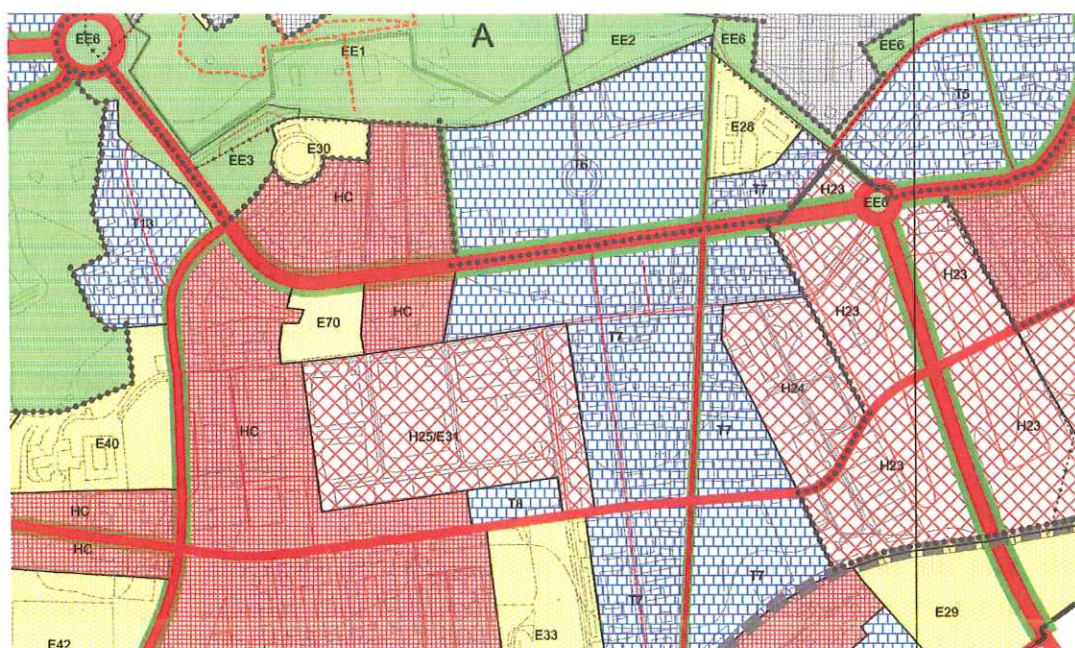 EE6
A
EE1
EE2
EE6
EE6
T5
E28
EE3
E30
T6
HC
T7
H23
EE6
T13
H23
H23
E70
HC
T7
H24
H23
HC
H25/E31
T7
E40
H23
T8
HC
HC
T7
T7
E29
E42
E33